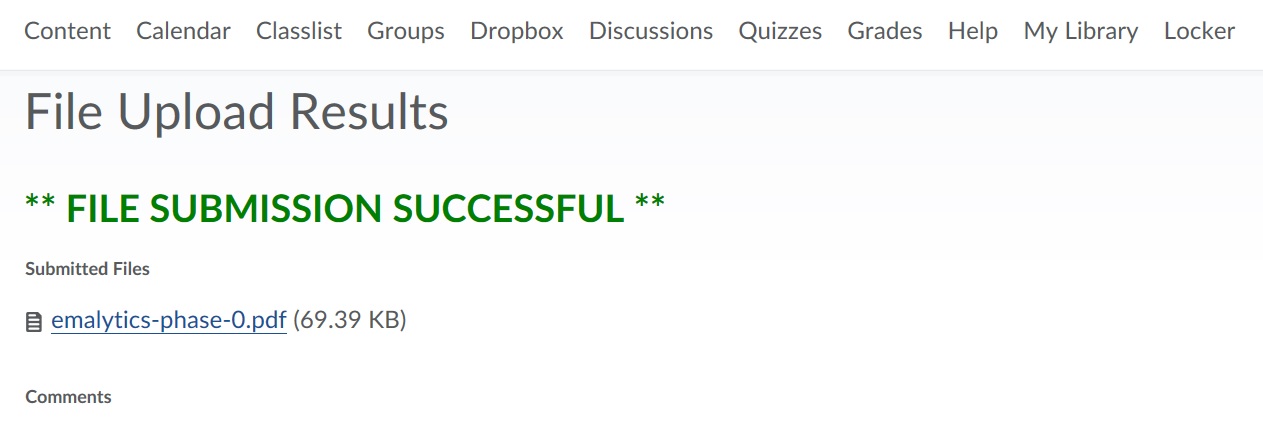 Content Calendar Classlist Groups Dropbox Discussions Quizzes Grades Help My Library Locker
File Upload Results
** FILE SUBMISSION SUCCESSFUL **
Submitted Files
emalytics-phase-0.pdf (69.39 KB)
Comments